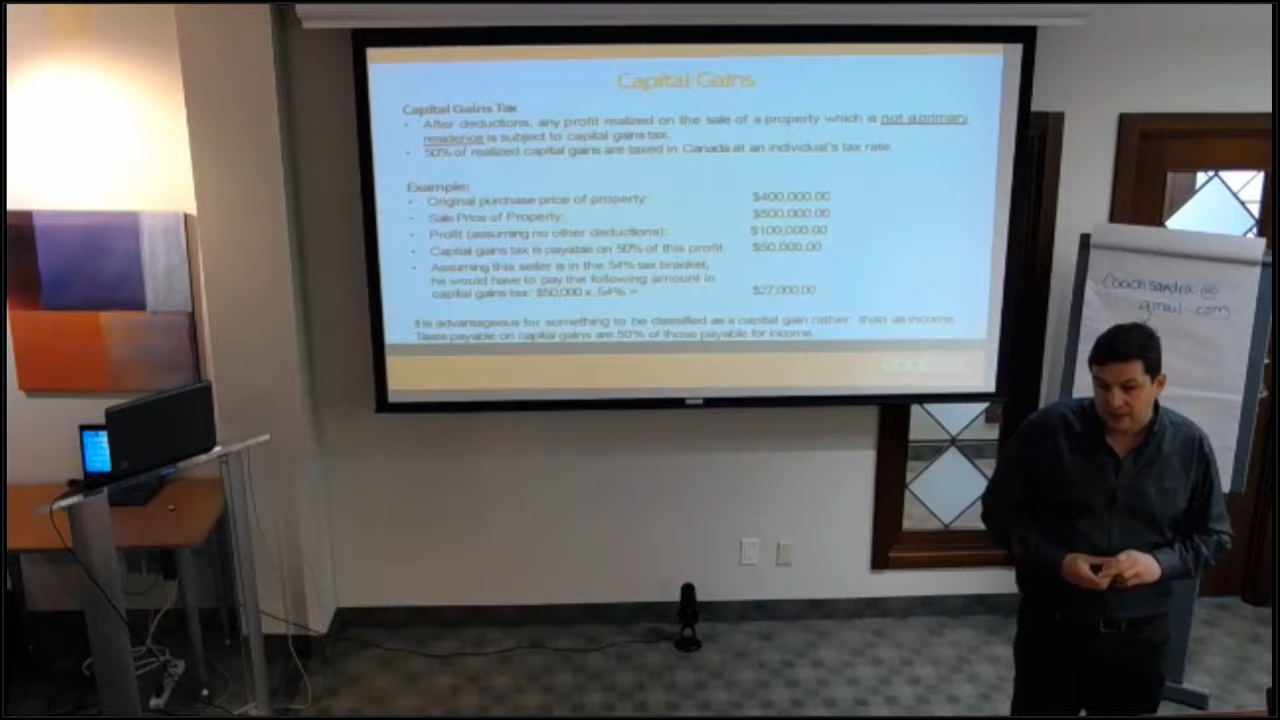 Capital Gains
Capital Gains Tax
• After deductions, any profit realized on the sale of a property which is not a primary
residence is subject to capital gains tax.
• 50% of realized capital gains are taxed in Canada at an individual's tax rate.
Example:
• Original purchase price of property: $400,000.00
• Sale Price of Property: $500,000.00
• Profit (assuming no other deductions): $100,000.00
• Capital gains tax is payable on 50% of this profit: $50,000.00
• Assuming this seller is in the 54% tax bracket,
he would have to pay the following amount in
capital gains tax: $50,000 x .54% = $27,000.00
It is advantageous for something to be classified as a capital gain rather than as income.
Taxes payable on capital gains are 50% of those payable for income.
Coachsandra@
gmail.com